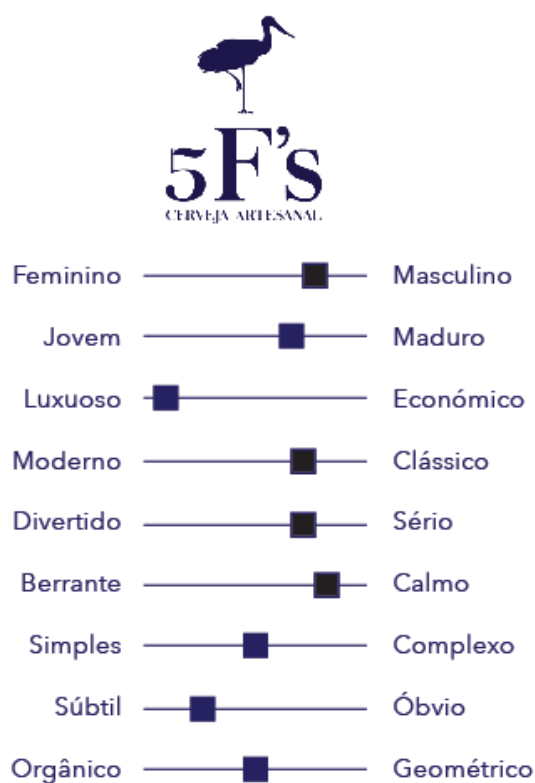 5F's
CERVEJA ARTESANAL
Feminino Masculino
Jovem Maduro
Luxuoso Económico
Moderno Clássico
Divertido Sério
Berrante Calmo
Simples Complexo
Súbtil Óbvio
Orgânico Geométrico